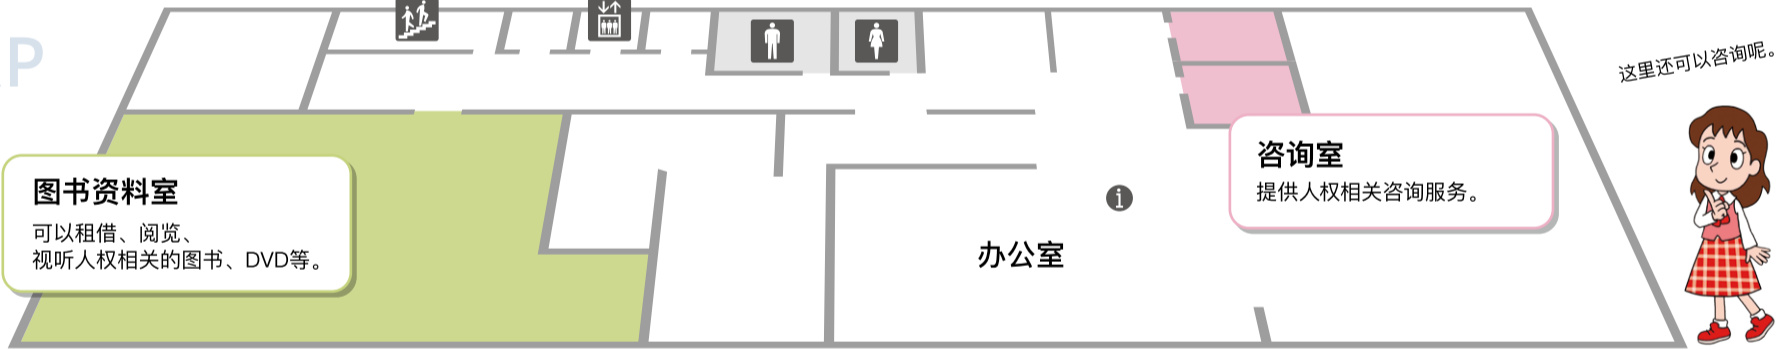 P
这里还可以咨询呢。
咨询室
提供人权相关咨询服务。
图书资料室
可以租借、阅览、
视听人权相关的图书、DVD等。
i
办公室